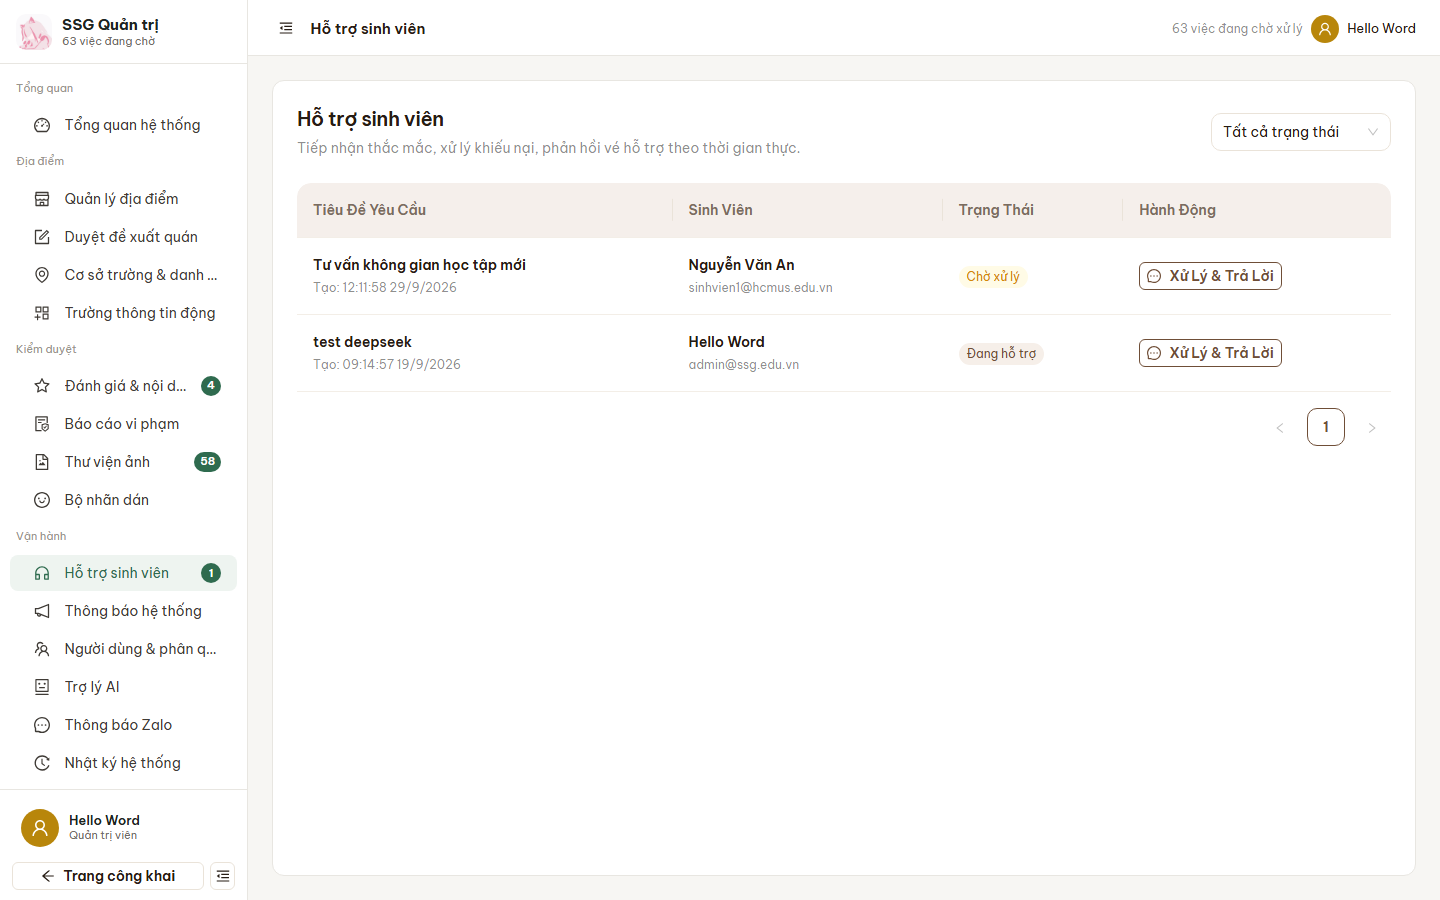 SSG Quản trị
63 việc đang chờ
Tổng quan
Tổng quan hệ thống
Địa điểm
Quản lý địa điểm
Duyệt đề xuất quán
Cơ sở trường & danh ...
Trường thông tin động
Kiểm duyệt
Đánh giá & nội d... 4
Báo cáo vi phạm
Thư viện ảnh 58
Bộ nhãn dán
Vận hành
Hỗ trợ sinh viên 1
Thông báo hệ thống
Người dùng & phân q...
Trợ lý AI
Thông báo Zalo
Nhật ký hệ thống
Hello Word
Quản trị viên
Trang công khai
Hỗ trợ sinh viên
63 việc đang chờ xử lý
Hello Word
Hỗ trợ sinh viên
Tiếp nhận thắc mắc, xử lý khiếu nại, phản hồi vé hỗ trợ theo thời gian thực.
Tất cả trạng thái
Tiêu Đề Yêu Cầu Sinh Viên Trạng Thái Hành Động
Tư vấn không gian học tập mới
Tạo: 12:11:58 29/9/2026
Nguyễn Văn An
sinhvien1@hcmus.edu.vn
Chờ xử lý
Xử Lý & Trả Lời
test deepseek
Tạo: 09:14:57 19/9/2026
Hello Word
admin@ssg.edu.vn
Đang hỗ trợ
Xử Lý & Trả Lời
1